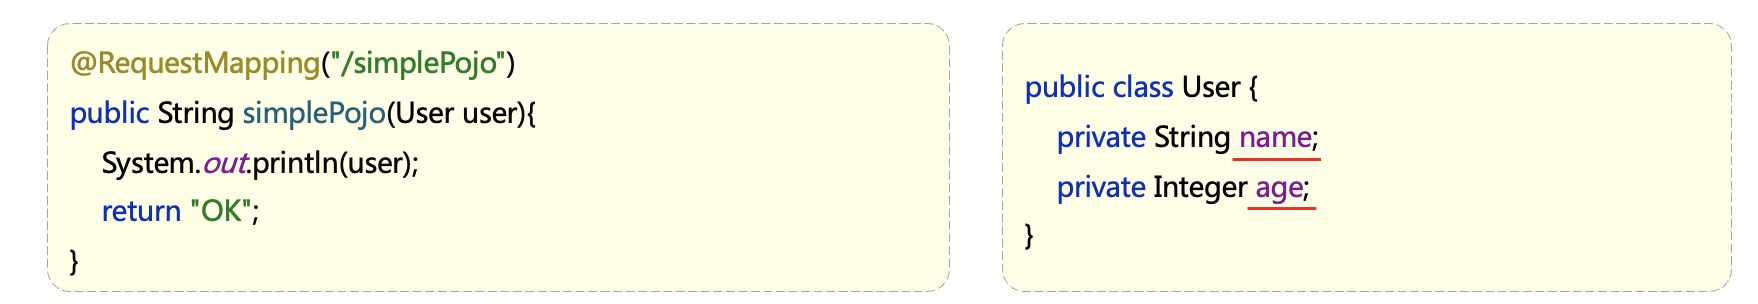 @RequestMapping("/simplePojo")
public String simplePojo(User user){
    System.out.println(user);
    return "OK";
}
public class User {
    private String name;
    private Integer age;
}